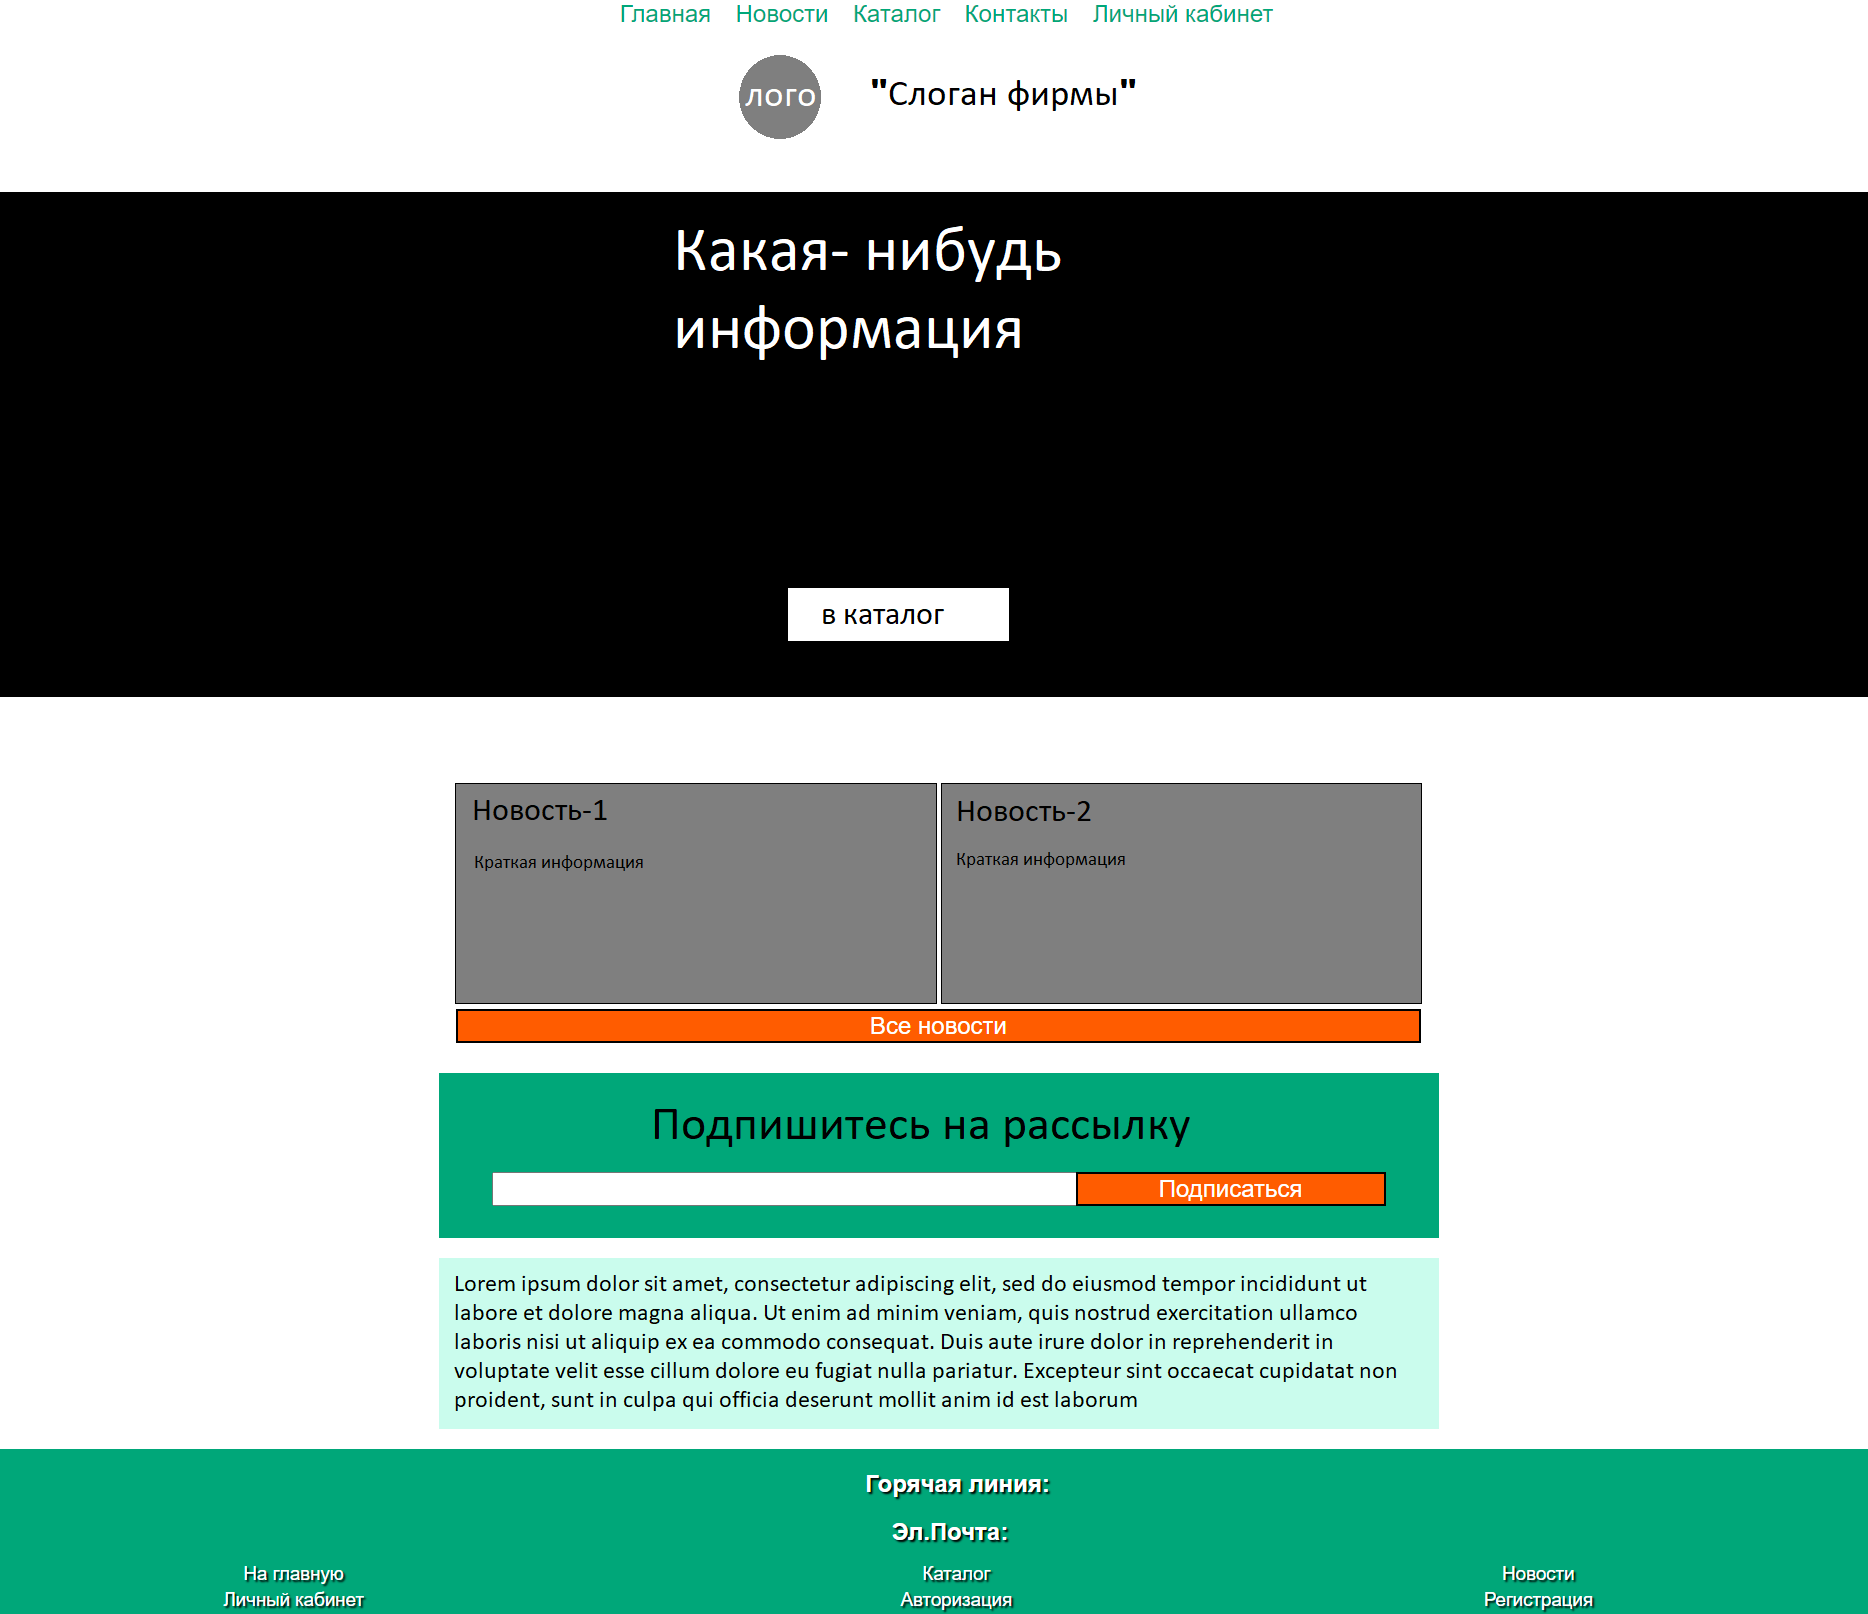 Главная Новости Каталог Контакты Личный кабинет
лого "Слоган фирмы"
Какая- нибудь
информация
в каталог
Новость-1
Краткая информация
Новость-2
Краткая информация
Все новости
Подпишитесь на рассылку
Подписаться
Lorem ipsum dolor sit amet, consectetur adipiscing elit, sed do eiusmod tempor incididunt ut
labore et dolore magna aliqua. Ut enim ad minim veniam, quis nostrud exercitation ullamco
laboris nisi ut aliquip ex ea commodo consequat. Duis aute irure dolor in reprehenderit in
voluptate velit esse cillum dolore eu fugiat nulla pariatur. Excepteur sint occaecat cupidatat non
proident, sunt in culpa qui officia deserunt mollit anim id est laborum
Горячая линия:
Эл.Почта:
На главную Каталог Новости
Личный кабинет Авторизация Регистрация